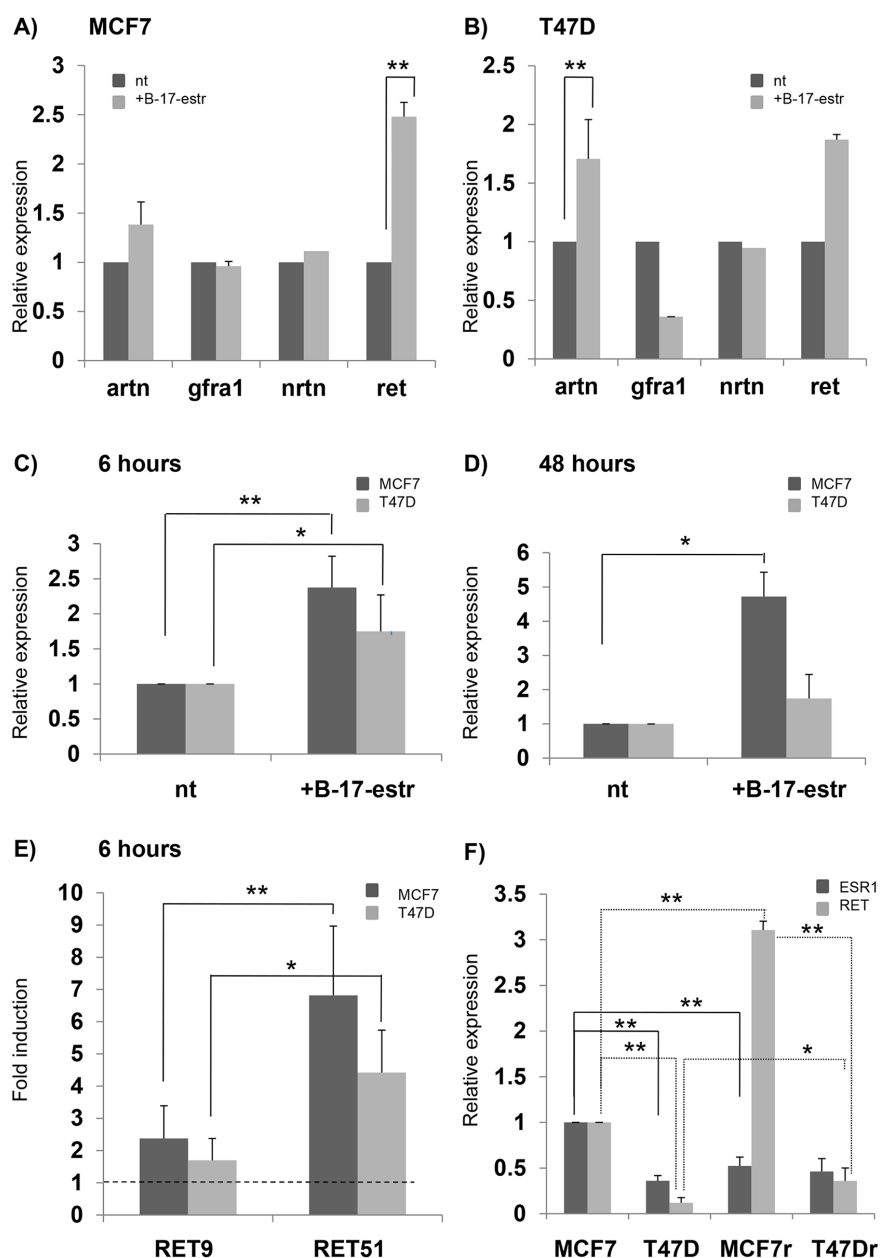 A) MCF7
3
2.5
2
1.5
1
0.5
0
Relative expression
nt
+B-17-estr
**
artn gfra1 nrtn ret
B) T47D
2.5
2
1.5
1
0.5
0
Relative expression
**
nt
+B-17-estr
artn gfra1 nrtn ret
C) 6 hours
MCF7
T47D
**
*
3
2.5
2
1.5
1
0.5
0
Relative expression
nt +B-17-estr
D) 48 hours
MCF7
T47D
*
6
5
4
3
2
1
0
Relative expression
nt +B-17-estr
E) 6 hours
MCF7
T47D
**
*
10
9
8
7
6
5
4
3
2
1
0
Fold induction
RET9 RET51
F)
ESR1
RET
**
**
**
**
**
*
3.5
3
2.5
2
1.5
1
0.5
0
Relative expression
MCF7 T47D MCF7r T47Dr